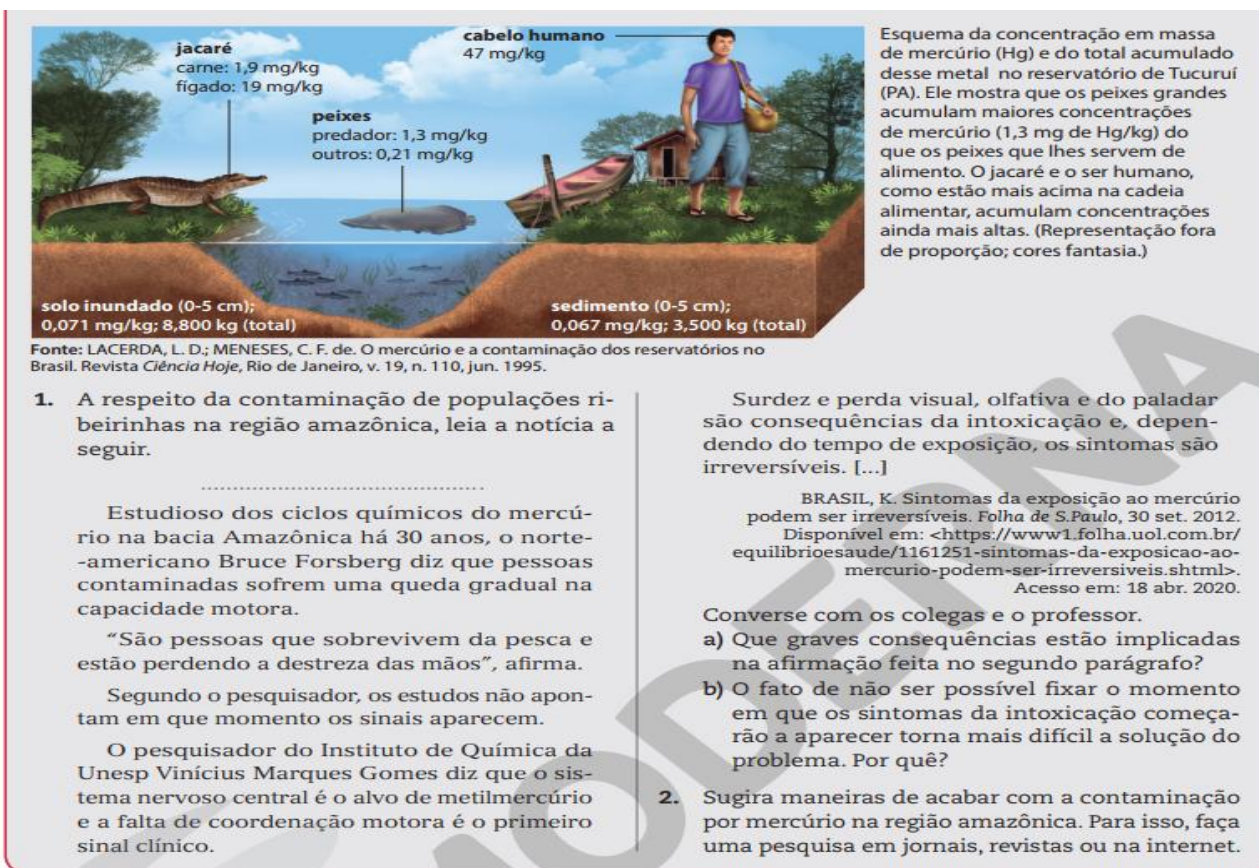 jacaré
carne: 1,9 mg/kg
fígado: 19 mg/kg
peixes
predador: 1,3 mg/kg
outros: 0,21 mg/kg
cabelo humano
47 mg/kg
solo inundado (0-5 cm);
0,071 mg/kg; 8,800 kg (total)
sedimento (0-5 cm);
0,067 mg/kg; 3,500 kg (total)
Esquema da concentração em massa
de mercúrio (Hg) e do total acumulado
desse metal no reservatório de Tucuruí
(PA). Ele mostra que os peixes grandes
acumulam maiores concentrações
de mercúrio (1,3 mg de Hg/kg) do
que os peixes que lhes servem de
alimento. O jacaré e o ser humano,
como estão mais acima na cadeia
alimentar, acumulam concentrações
ainda mais altas. (Representação fora
de proporção; cores fantasia.)
Fonte: LACERDA, L. D.; MENESES, C. F. de. O mercúrio e a contaminação dos reservatórios no
Brasil. Revista Ciência Hoje, Rio de Janeiro, v. 19, n. 110, jun. 1995.
1. A respeito da contaminação de populações ri-
beirinhas na região amazônica, leia a notícia a
seguir.
Estudioso dos ciclos químicos do mercú-
rio na bacia Amazônica há 30 anos, o norte-
-americano Bruce Forsberg diz que pessoas
contaminadas sofrem uma queda gradual na
capacidade motora.
“São pessoas que sobrevivem da pesca e
estão perdendo a destreza das mãos”, afirma.
Segundo o pesquisador, os estudos não apon-
tam em que momento os sinais aparecem.
O pesquisador do Instituto de Química da
Unesp Vinícius Marques Gomes diz que o sis-
tema nervoso central é o alvo de metilmercúrio
e a falta de coordenação motora é o primeiro
sinal clínico.
Surdez e perda visual, olfativa e do paladar
são consequências da intoxicação e, depen-
dendo do tempo de exposição, os sintomas são
irreversíveis. [...]
BRASIL, K. Sintomas da exposição ao mercúrio
podem ser irreversíveis. Folha de S.Paulo, 30 set. 2012.
Disponível em: <https://www1.folha.uol.com.br/
equilibrioesaude/1161251-sintomas-da-exposicao-ao-
mercurio-podem-ser-irreversiveis.shtml>.
Acesso em: 18 abr. 2020.
Converse com os colegas e o professor.
a) Que graves consequências estão implicadas
na afirmação feita no segundo parágrafo?
b) O fato de não ser possível fixar o momento
em que os sintomas da intoxicação começa-
rão a aparecer torna mais difícil a solução do
problema. Por quê?
2. Sugira maneiras de acabar com a contaminação
por mercúrio na região amazônica. Para isso, faça
uma pesquisa em jornais, revistas ou na internet.
MODERNA